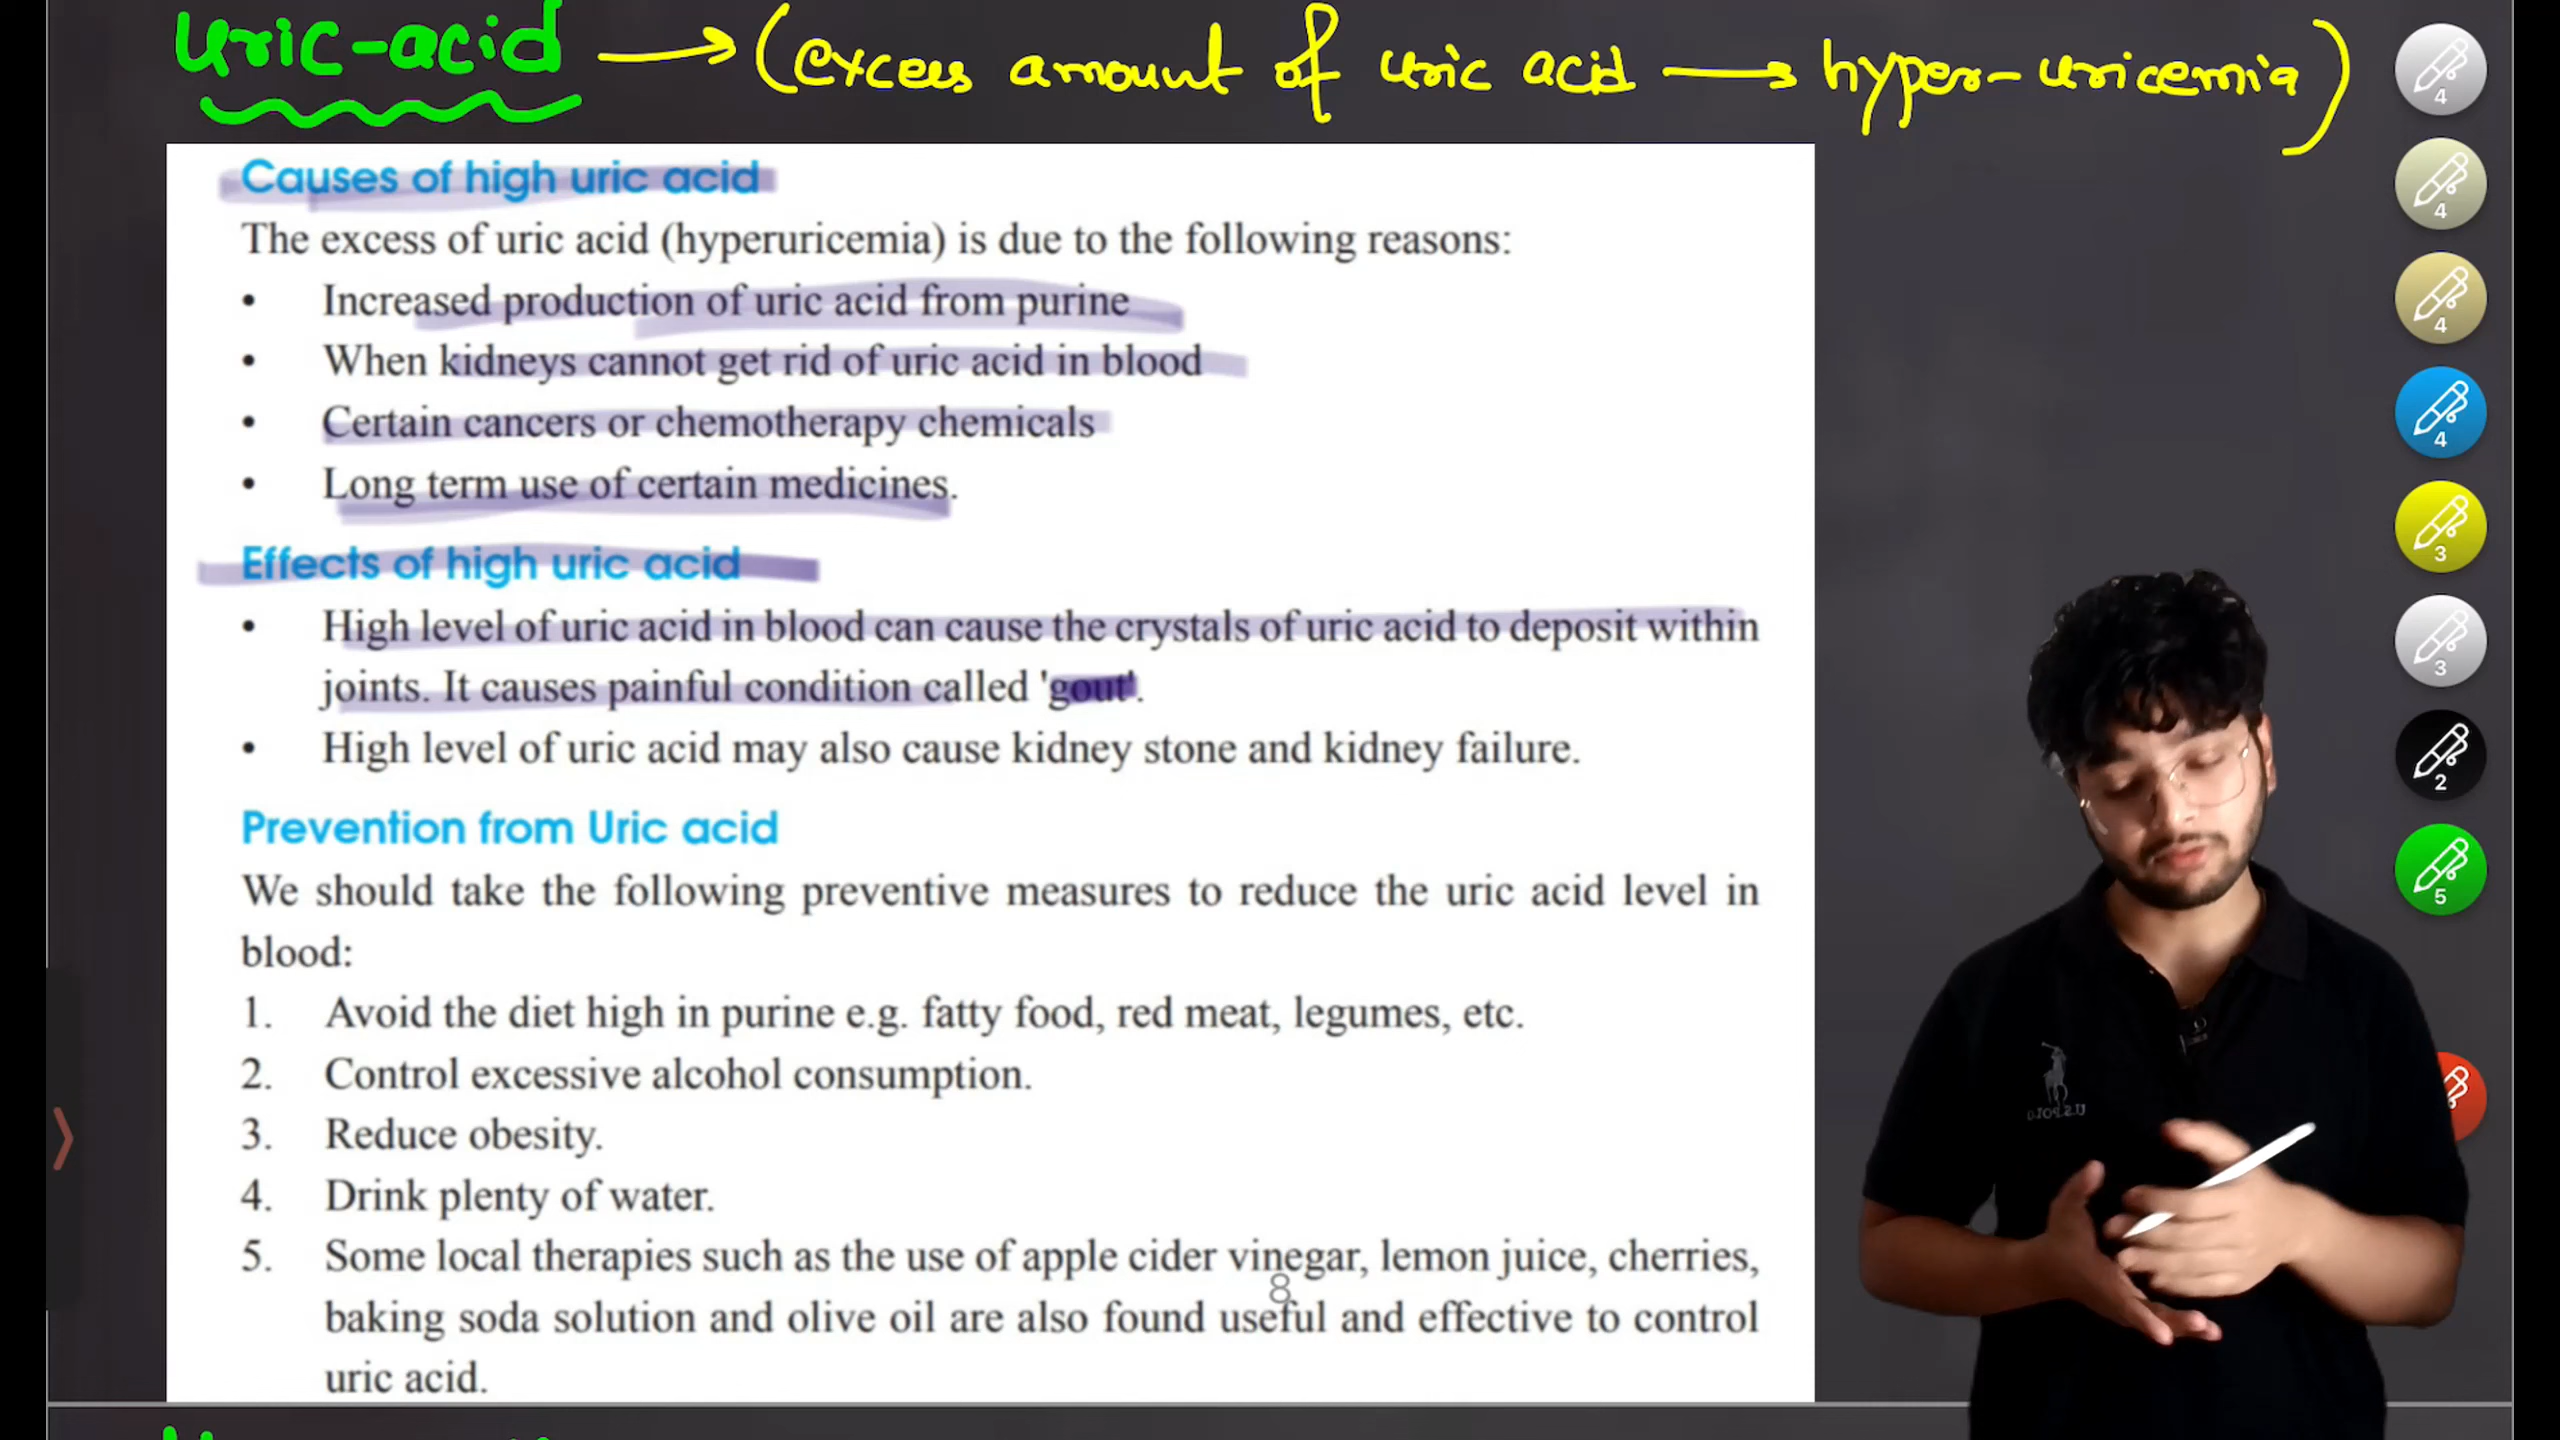 uric-acid → (excess amount of uric acid → hyper-uricemia)
Causes of high uric acid
The excess of uric acid (hyperuricemia) is due to the following reasons:
• Increased production of uric acid from purine
• When kidneys cannot get rid of uric acid in blood
• Certain cancers or chemotherapy chemicals
• Long term use of certain medicines.
Effects of high uric acid
• High level of uric acid in blood can cause the crystals of uric acid to deposit within
joints. It causes painful condition called 'gout'.
• High level of uric acid may also cause kidney stone and kidney failure.
Prevention from Uric acid
We should take the following preventive measures to reduce the uric acid level in
blood:
1. Avoid the diet high in purine e.g. fatty food, red meat, legumes, etc.
2. Control excessive alcohol consumption.
3. Reduce obesity.
4. Drink plenty of water.
5. Some local therapies such as the use of apple cider vinegar, lemon juice, cherries,
baking soda solution and olive oil are also found useful and effective to control
uric acid.
8
4
4
4
4
3
3
2
5